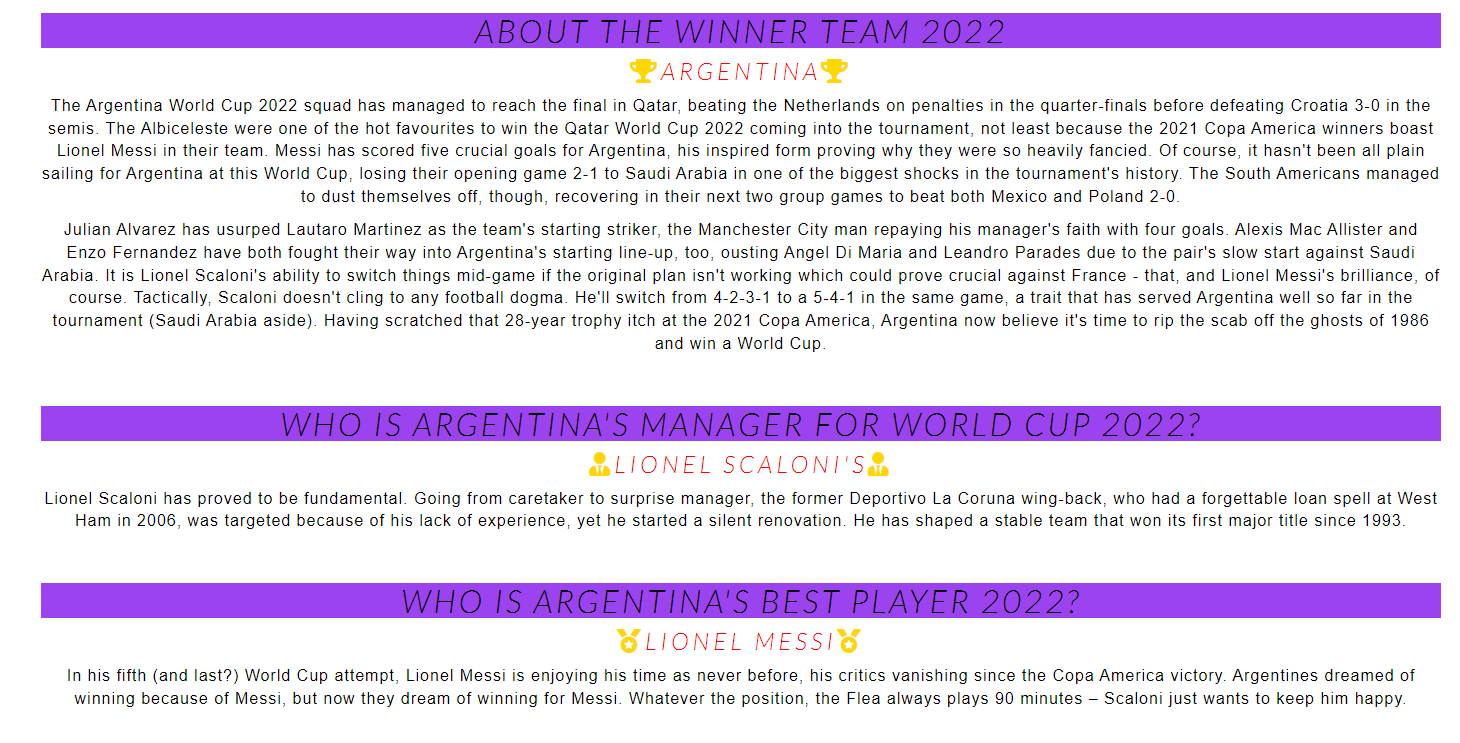 ABOUT THE WINNER TEAM 2022
ARGENTINA
The Argentina World Cup 2022 squad has managed to reach the final in Qatar, beating the Netherlands on penalties in the quarter-finals before defeating Croatia 3-0 in the
semis. The Albiceleste were one of the hot favourites to win the Qatar World Cup 2022 coming into the tournament, not least because the 2021 Copa America winners boast
Lionel Messi in their team. Messi has scored five crucial goals for Argentina, his inspired form proving why they were so heavily fancied. Of course, it hasn't been all plain
sailing for Argentina at this World Cup, losing their opening game 2-1 to Saudi Arabia in one of the biggest shocks in the tournament's history. The South Americans managed
to dust themselves off, though, recovering in their next two group games to beat both Mexico and Poland 2-0.
Julian Alvarez has usurped Lautaro Martinez as the team's starting striker, the Manchester City man repaying his manager's faith with four goals. Alexis Mac Allister and
Enzo Fernandez have both fought their way into Argentina's starting line-up, too, ousting Angel Di Maria and Leandro Parades due to the pair's slow start against Saudi
Arabia. It is Lionel Scaloni's ability to switch things mid-game if the original plan isn't working which could prove crucial against France - that, and Lionel Messi's brilliance, of
course. Tactically, Scaloni doesn't cling to any football dogma. He'll switch from 4-2-3-1 to a 5-4-1 in the same game, a trait that has served Argentina well so far in the
tournament (Saudi Arabia aside). Having scratched that 28-year trophy itch at the 2021 Copa America, Argentina now believe it's time to rip the scab off the ghosts of 1986
and win a World Cup.
WHO IS ARGENTINA'S MANAGER FOR WORLD CUP 2022?
LIONEL SCALONI'S
Lionel Scaloni has proved to be fundamental. Going from caretaker to surprise manager, the former Deportivo La Coruna wing-back, who had a forgettable loan spell at West
Ham in 2006, was targeted because of his lack of experience, yet he started a silent renovation. He has shaped a stable team that won its first major title since 1993.
WHO IS ARGENTINA'S BEST PLAYER 2022?
LIONEL MESSI
In his fifth (and last?) World Cup attempt, Lionel Messi is enjoying his time as never before, his critics vanishing since the Copa America victory. Argentines dreamed of
winning because of Messi, but now they dream of winning for Messi. Whatever the position, the Flea always plays 90 minutes – Scaloni just wants to keep him happy.